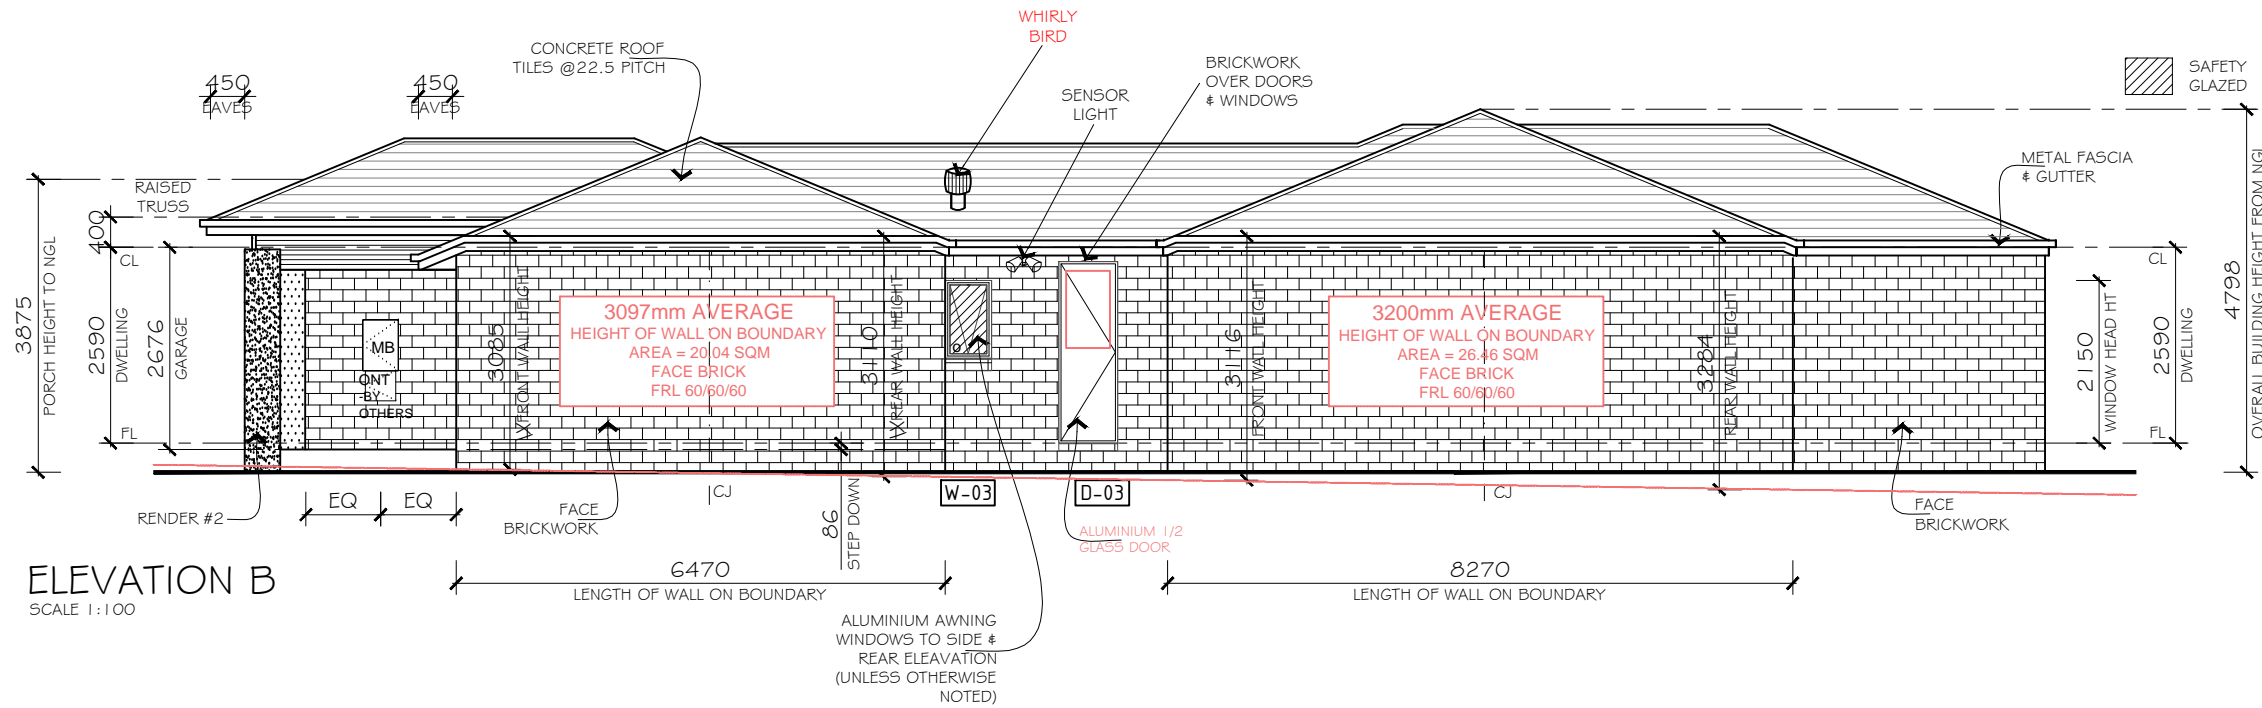 WHIRLY
BIRD
CONCRETE ROOF
TILES @22.5 PITCH
BRICKWORK
OVER DOORS
& WINDOWS
SENSOR
LIGHT
SAFETY
GLAZED
450
EAVES
450
EAVES
METAL FASCIA
& GUTTER
RAISED
TRUSS
400
3875
PORCH HEIGHT TO NGL
2590
DWELLING
2676
GARAGE
CL
FL
MB
ONT
-BY
OTHERS
3085
FRONT WALL HEIGHT
3097mm AVERAGE
HEIGHT OF WALL ON BOUNDARY
AREA = 20.04 SQM
FACE BRICK
FRL 60/60/60
3110
REAR WALL HEIGHT
3116
FRONT WALL HEIGHT
3200mm AVERAGE
HEIGHT OF WALL ON BOUNDARY
AREA = 26.46 SQM
FACE BRICK
FRL 60/60/60
3284
REAR WALL HEIGHT
2150
WINDOW HEAD HT
2590
DWELLING
CL
FL
4798
OVERALL BUILDING HEIGHT FROM NGL
RENDER #2
EQ
EQ
FACE
BRICKWORK
CJ
86
STEP DOWN
W-03
D-03
ALUMINIUM 1/2
GLASS DOOR
CJ
FACE
BRICKWORK
6470
LENGTH OF WALL ON BOUNDARY
8270
LENGTH OF WALL ON BOUNDARY
ELEVATION B
SCALE 1:100
ALUMINIUM AWNING
WINDOWS TO SIDE &
REAR ELEAVATION
(UNLESS OTHERWISE
NOTED)